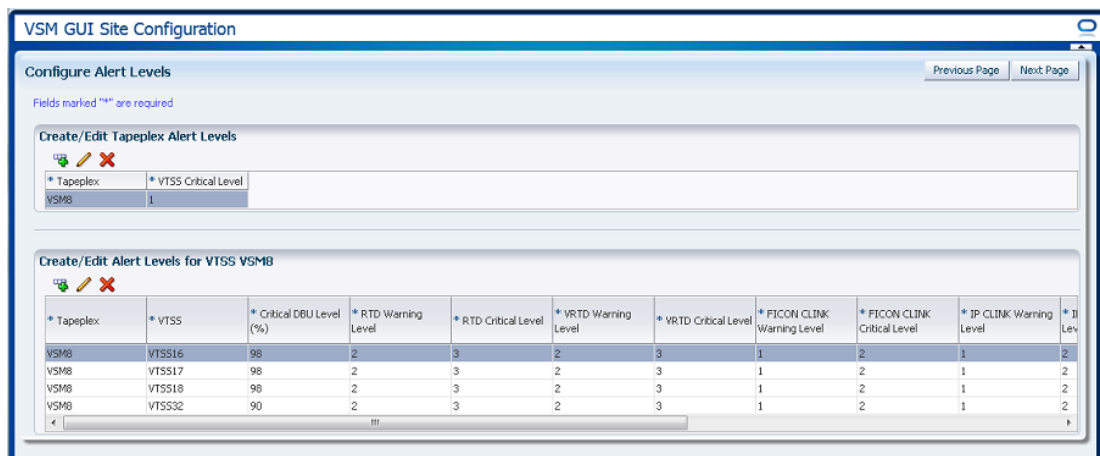 VSM GUI Site Configuration
Configure Alert Levels
Previous Page Next Page
Fields marked "*" are required
Create/Edit Tapeplex Alert Levels
* Tapeplex * VTSS Critical Level
VSM8 1
Create/Edit Alert Levels for VTSS VSM8
* Tapeplex * VTSS * Critical DBU Level (%) * RTD Warning Level * RTD Critical Level * VRTD Warning Level * VRTD Critical Level * FICON CLINK Warning Level * FICON CLINK Critical Level * IP CLINK Warning Level
VSM8 VTSS16 98 2 3 2 3 1 2 1 2
VSM8 VTSS17 98 2 3 2 3 1 2 1 2
VSM8 VTSS18 98 2 3 2 3 1 2 1 2
VSM8 VTSS32 90 2 3 2 3 1 2 1 2